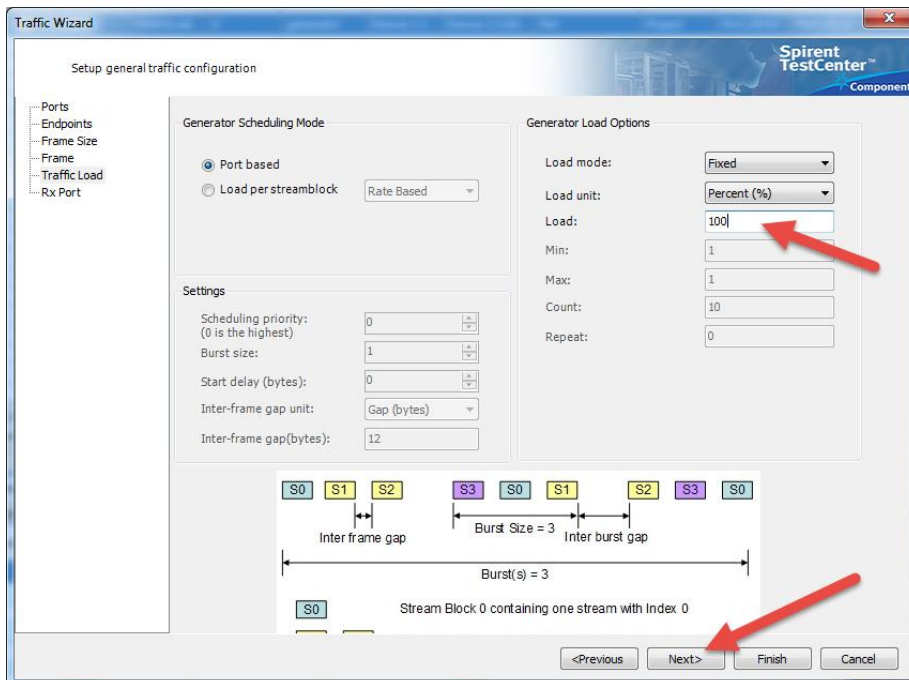 Traffic Wizard
X
Setup general traffic configuration
Spirent
TestCenter™
Component
Ports
Endpoints
Frame Size
Frame
Traffic Load
Rx Port
Generator Scheduling Mode
Port based
Load per streamblock
Rate Based
Generator Load Options
Load mode: Fixed
Load unit: Percent (%)
Load: 100
Min: 1
Max: 1
Count: 10
Repeat: 0
Settings
Scheduling priority: 0
(0 is the highest)
Burst size: 1
Start delay (bytes): 0
Inter-frame gap unit: Gap (bytes)
Inter-frame gap(bytes): 12
S0 S1 S2 S3 S0 S1 S2 S3 S0
Inter frame gap
Burst Size = 3
Inter burst gap
Burst(s) = 3
S0 Stream Block 0 containing one stream with Index 0
<Previous Next> Finish Cancel